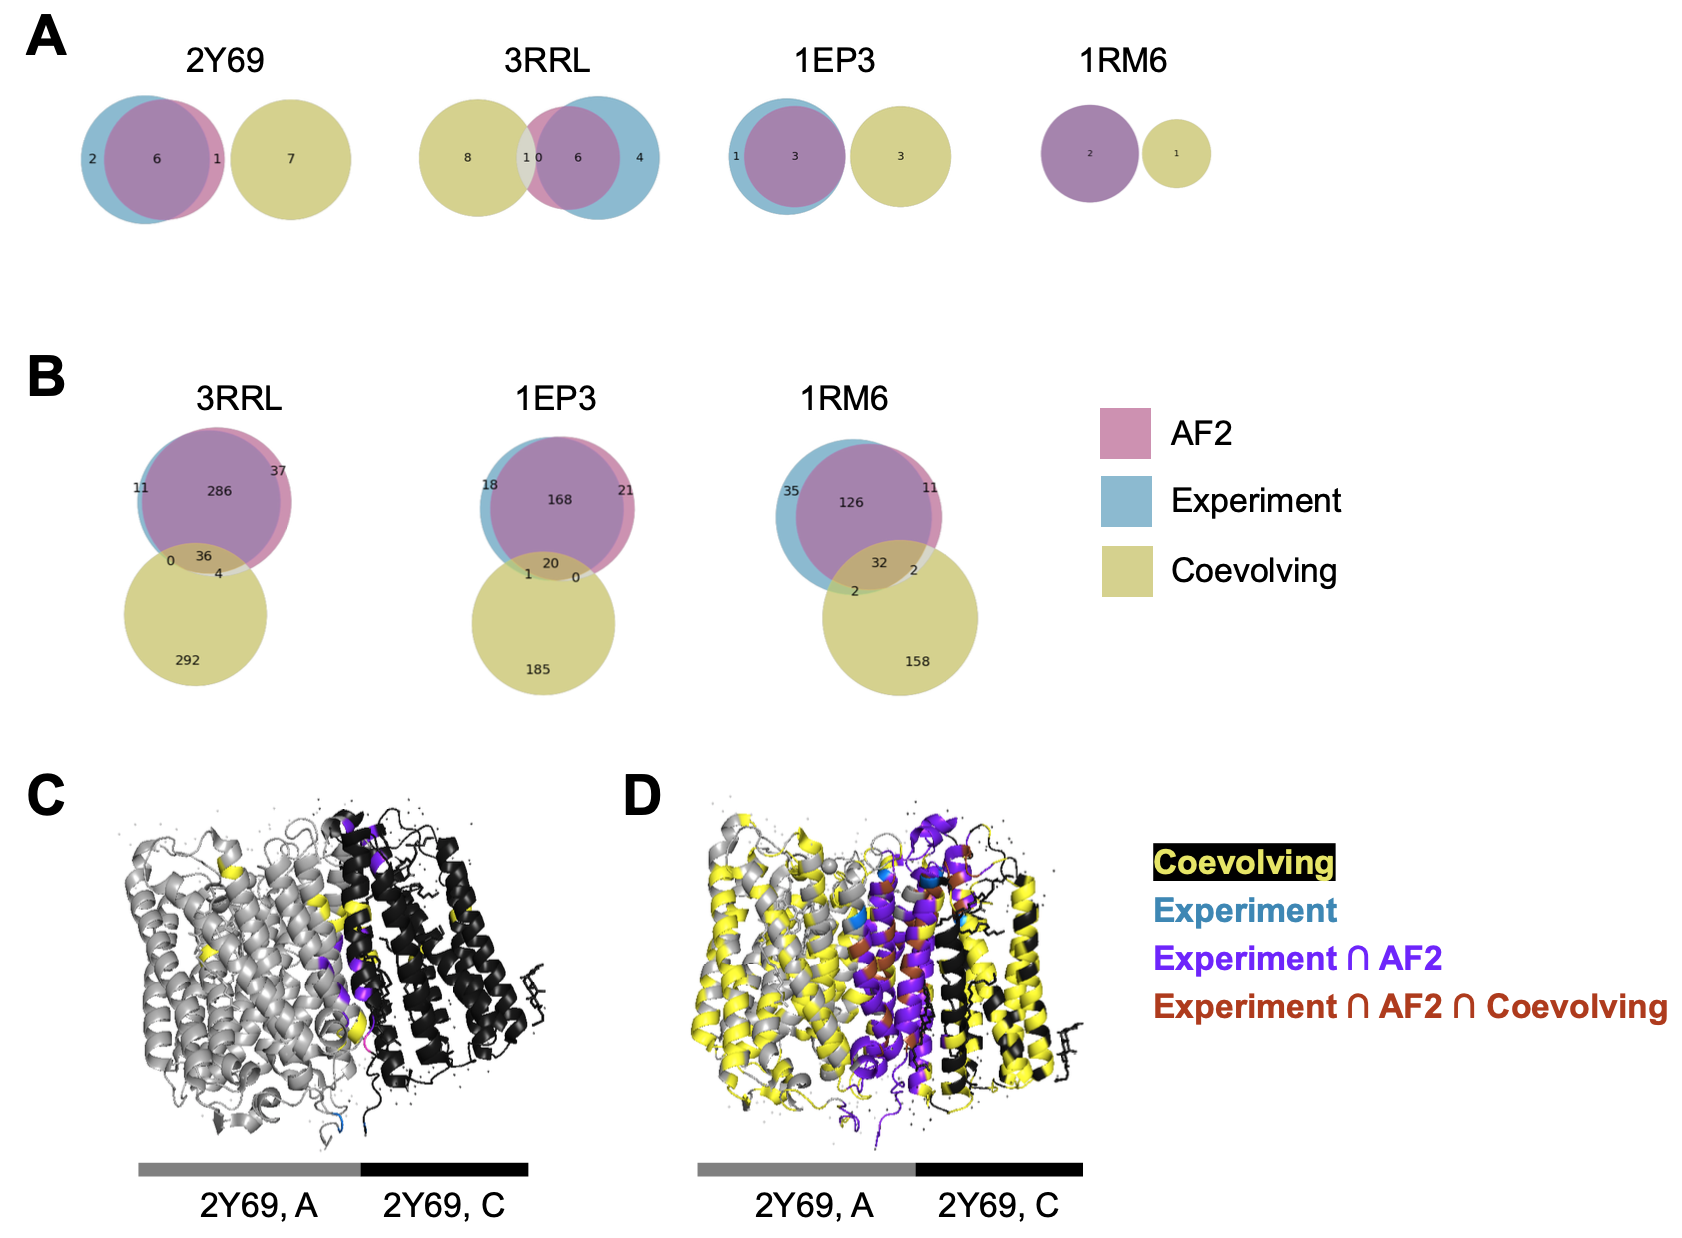 A
2Y69 3RRL 1EP3 1RM6
2 6 1 7 8 1 0 6 4 1 3 3 2 1
B
3RRL 1EP3 1RM6
11 286 37 0 36 4 292
18 168 21 1 20 0 185
35 126 11 32 2 2 158
AF2
Experiment
Coevolving
C D
Coevolving
Experiment
Experiment ∩ AF2
Experiment ∩ AF2 ∩ Coevolving
2Y69, A 2Y69, C 2Y69, A 2Y69, C